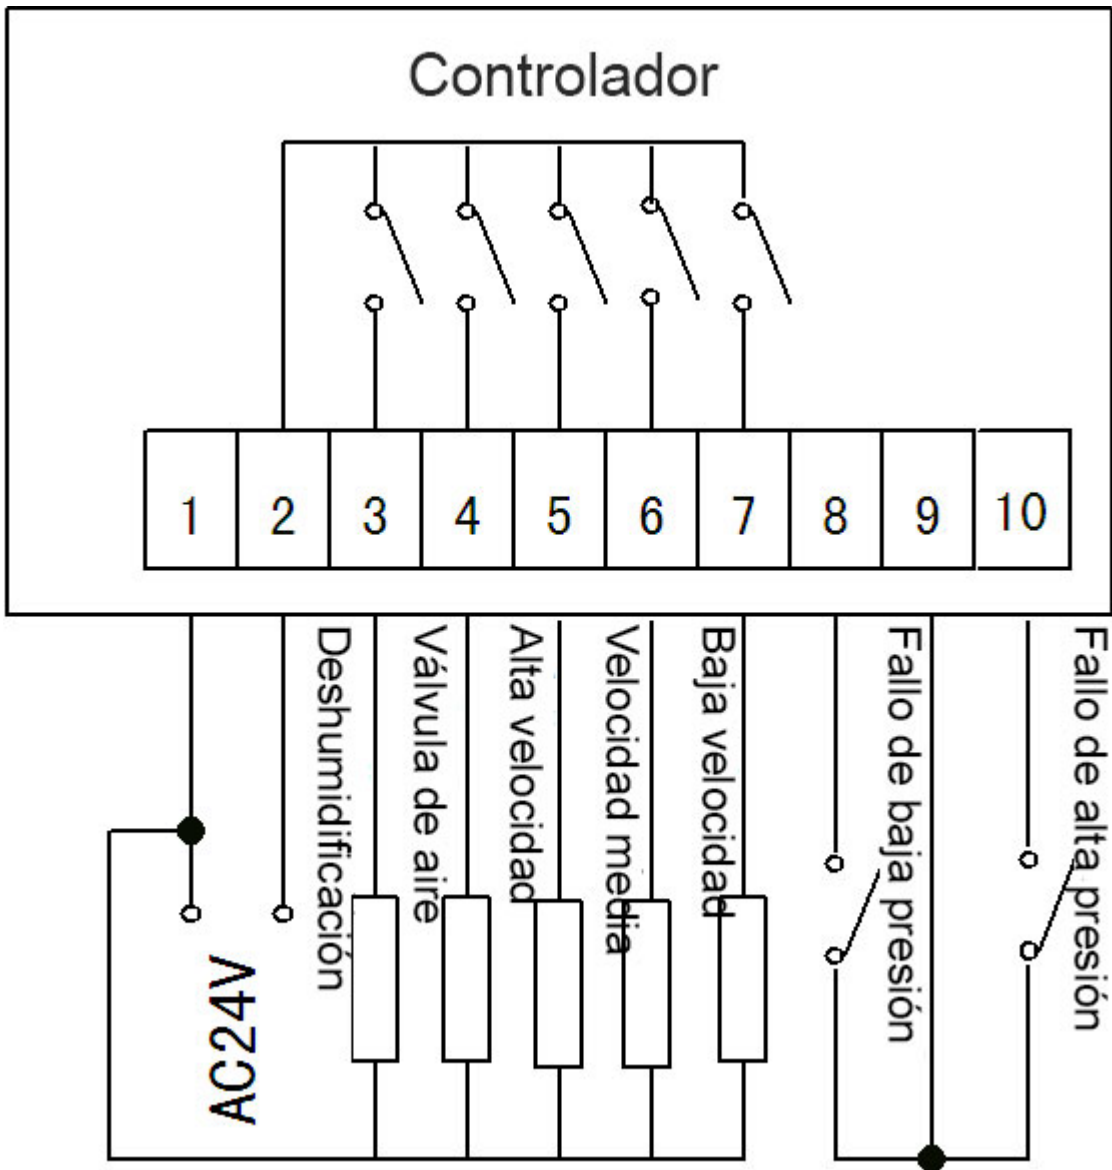 Controlador
1 2 3 4 5 6 7 8 9 10
Deshumidificación
Válvula de aire
Alta velocidad
Velocidad media
Baja velocidad
Fallo de baja presión
Fallo de alta presión
AC24V